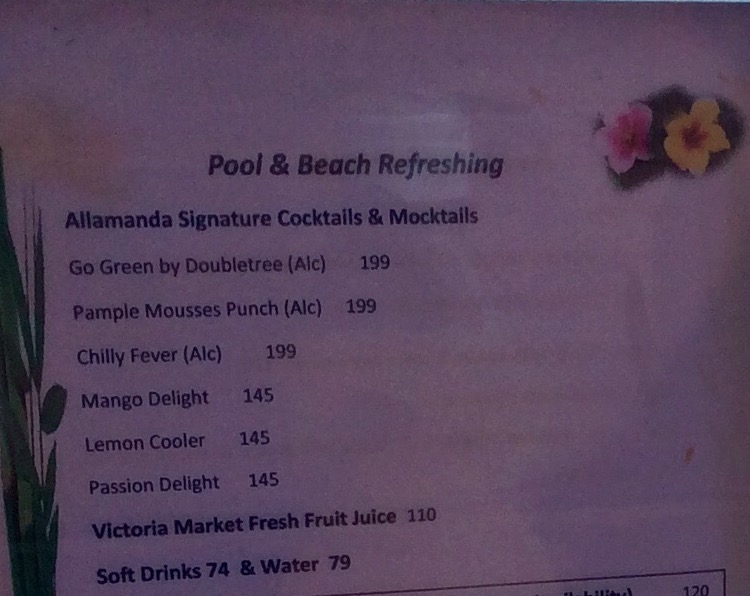 Pool & Beach Refreshing
Allamanda Signature Cocktails & Mocktails
Go Green by Doubletree (Alc) 199
Pample Mousses Punch (Alc) 199
Chilly Fever (Alc) 199
Mango Delight 145
Lemon Cooler 145
Passion Delight 145
Victoria Market Fresh Fruit Juice 110
Soft Drinks 74 & Water 79
120